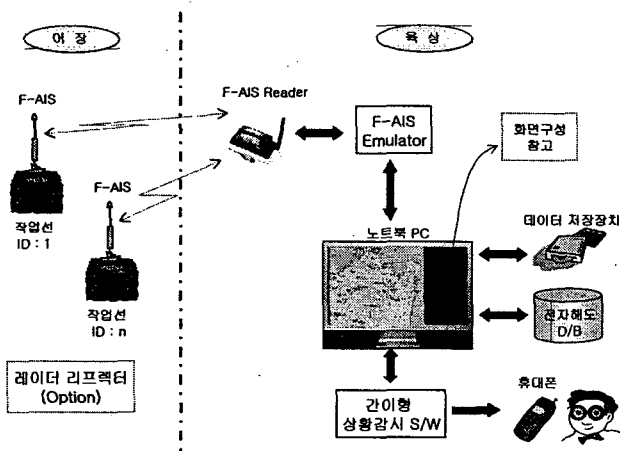 어 장
육 상
F-AIS
F-AIS Reader
F-AIS
Emulator
화면구성
참고
F-AIS
작업선
ID : 1
노트북 PC
데이터 저장장치
작업선
ID : n
전자해도
D/B
레이더 리프렉터
(Option)
간이형
상황감시 S/W
휴대폰